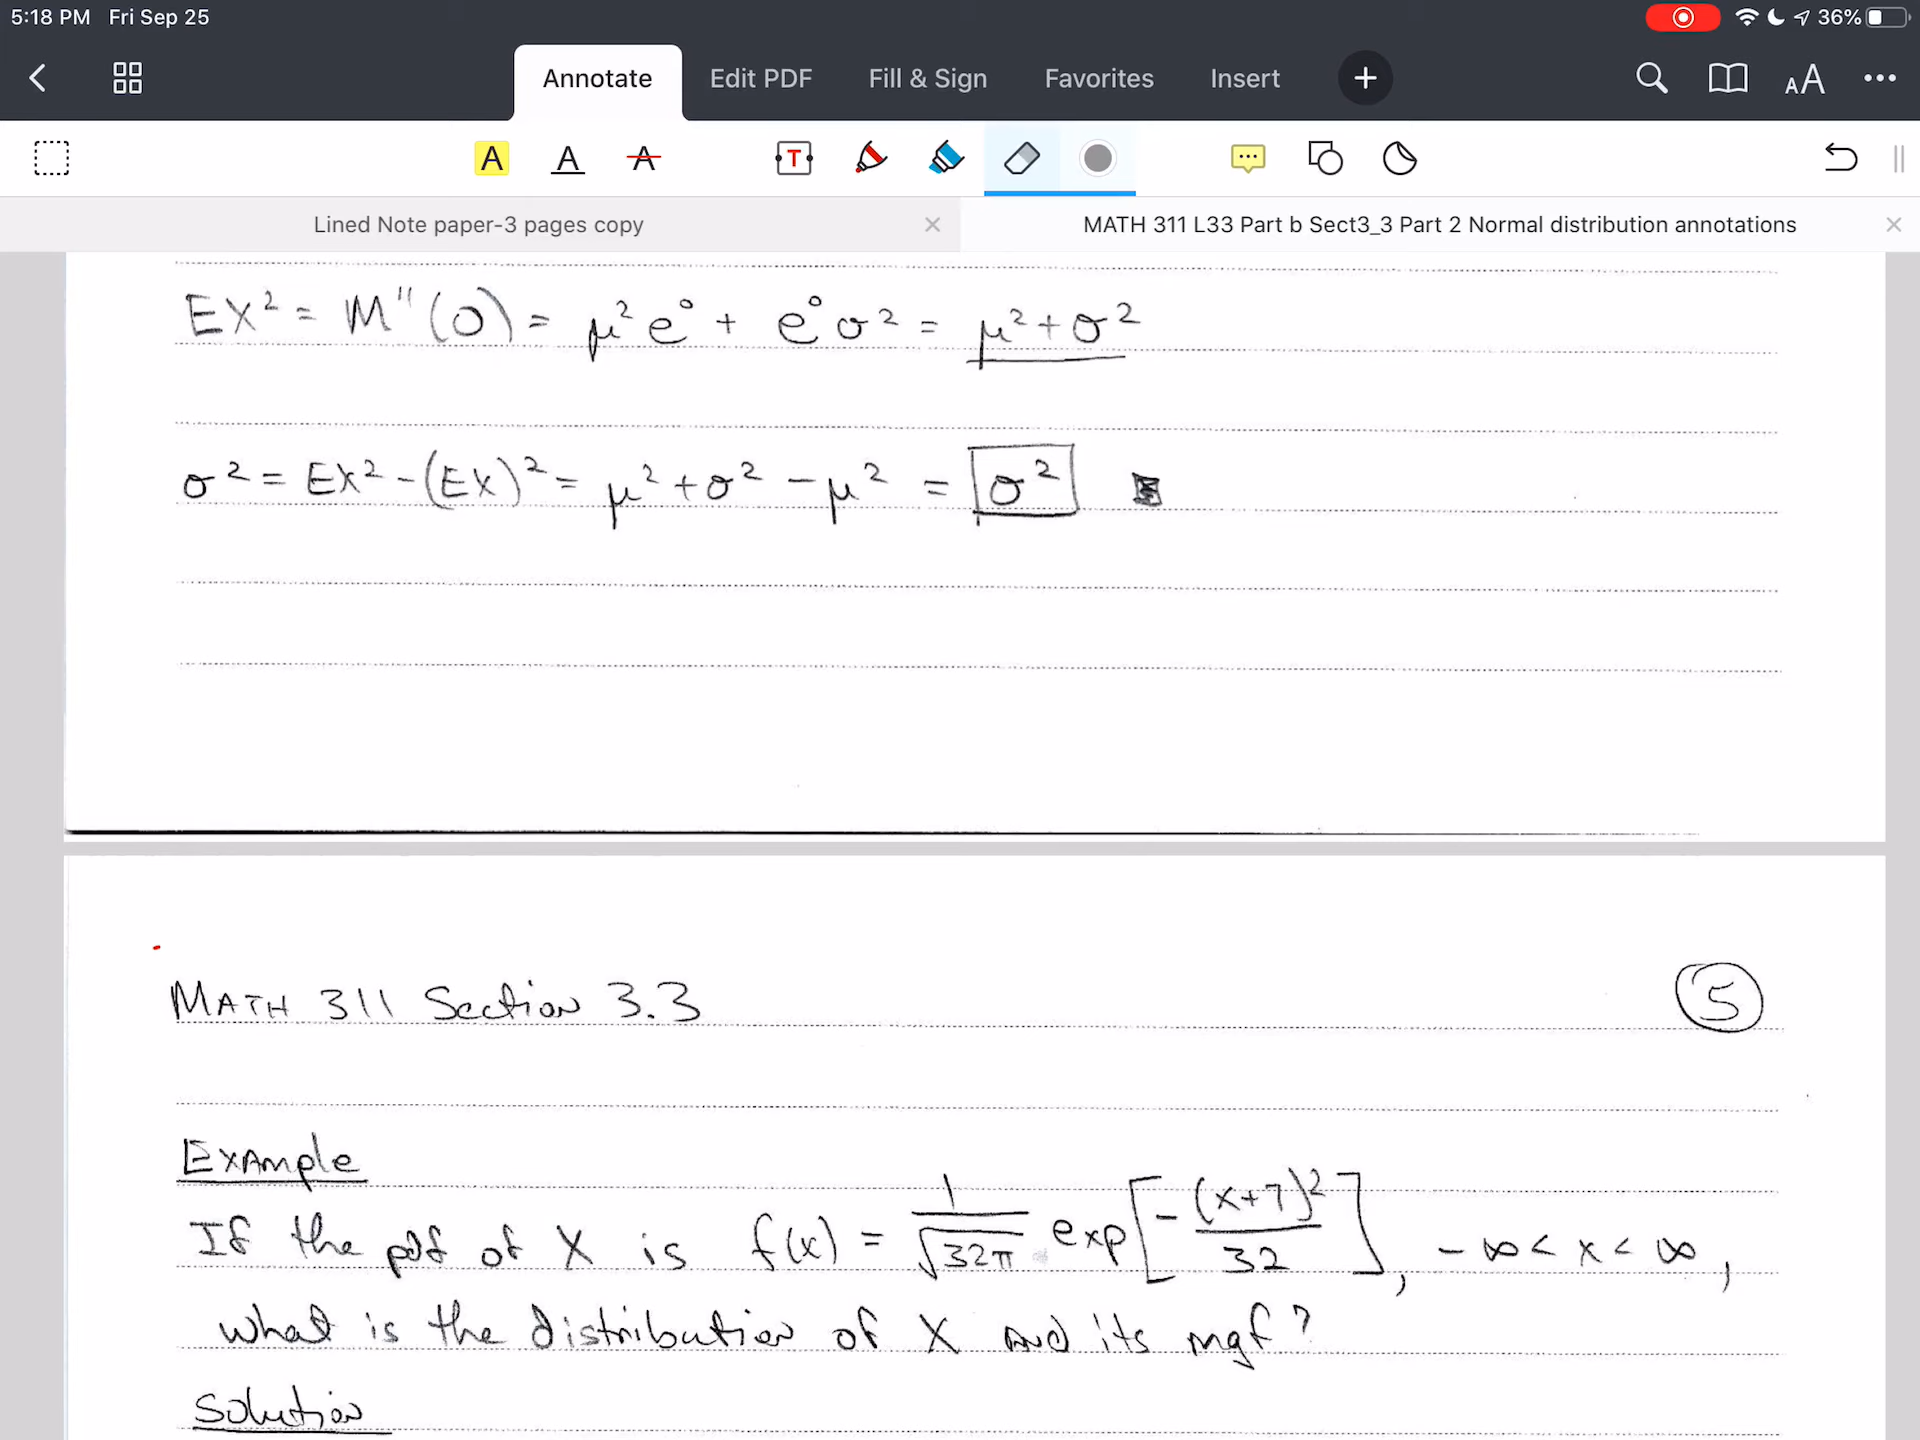 5:18 PM Fri Sep 25 36%
Annotate Edit PDF Fill & Sign Favorites Insert AA
A A A T
Lined Note paper-3 pages copy MATH 311 L33 Part b Sect3_3 Part 2 Normal distribution annotations
EX² = M''(0) = μ²e⁰ + e⁰σ² = μ²+σ²
σ² = EX² - (EX)² = μ² + σ² - μ² = σ²
MATH 311 Section 3.3 5
Example
If the pdf of X is f(x) = 1/√32π exp[-(x+7)²/32], -∞ < x < ∞,
what is the distribution of X and its mgf?
Solution